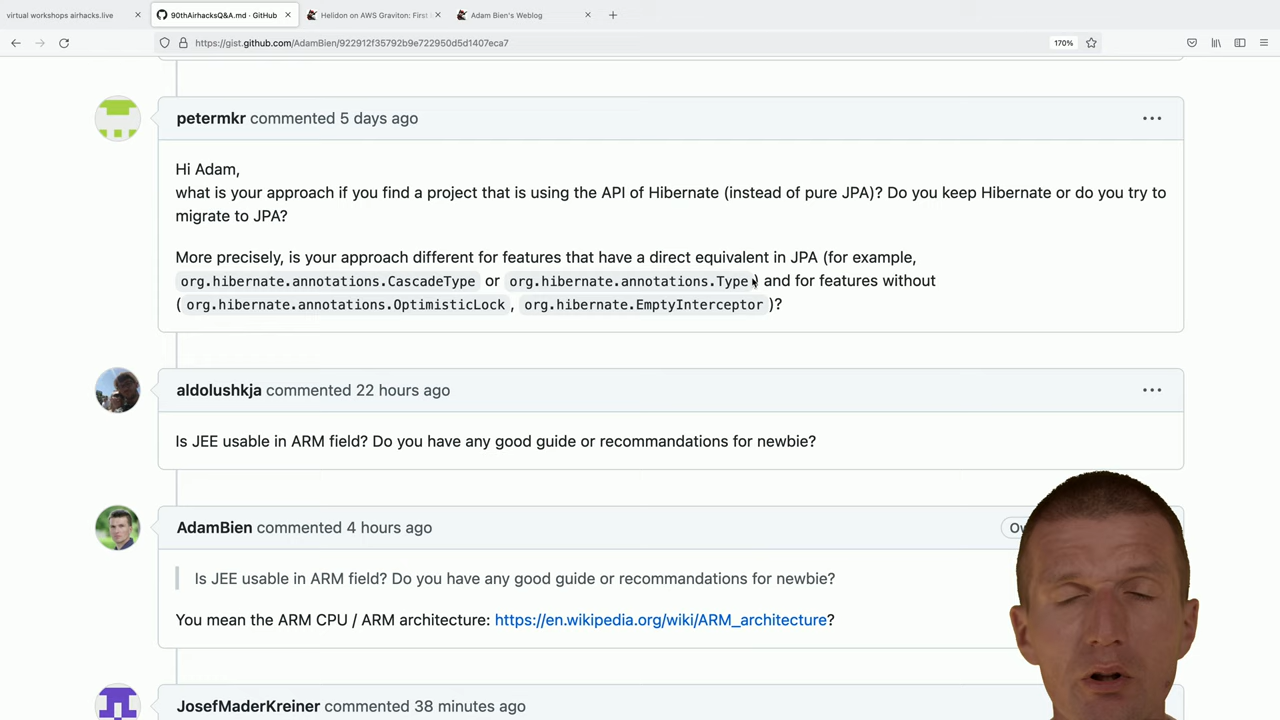 virtual workshops airhacks.live
90thAirhacksQ&A.md · GitHub
Helidon on AWS Graviton: First
Adam Bien's Weblog
https://gist.github.com/AdamBien/922912f35792b9e722950d5d1407eca7
170%
petermkr commented 5 days ago
Hi Adam,
what is your approach if you find a project that is using the API of Hibernate (instead of pure JPA)? Do you keep Hibernate or do you try to
migrate to JPA?
More precisely, is your approach different for features that have a direct equivalent in JPA (for example,
org.hibernate.annotations.CascadeType or org.hibernate.annotations.Type) and for features without
(org.hibernate.annotations.OptimisticLock, org.hibernate.EmptyInterceptor)?
aldolushkja commented 22 hours ago
Is JEE usable in ARM field? Do you have any good guide or recommandations for newbie?
AdamBien commented 4 hours ago
Is JEE usable in ARM field? Do you have any good guide or recommandations for newbie?
You mean the ARM CPU / ARM architecture: https://en.wikipedia.org/wiki/ARM_architecture?
JosefMaderKreiner commented 38 minutes ago